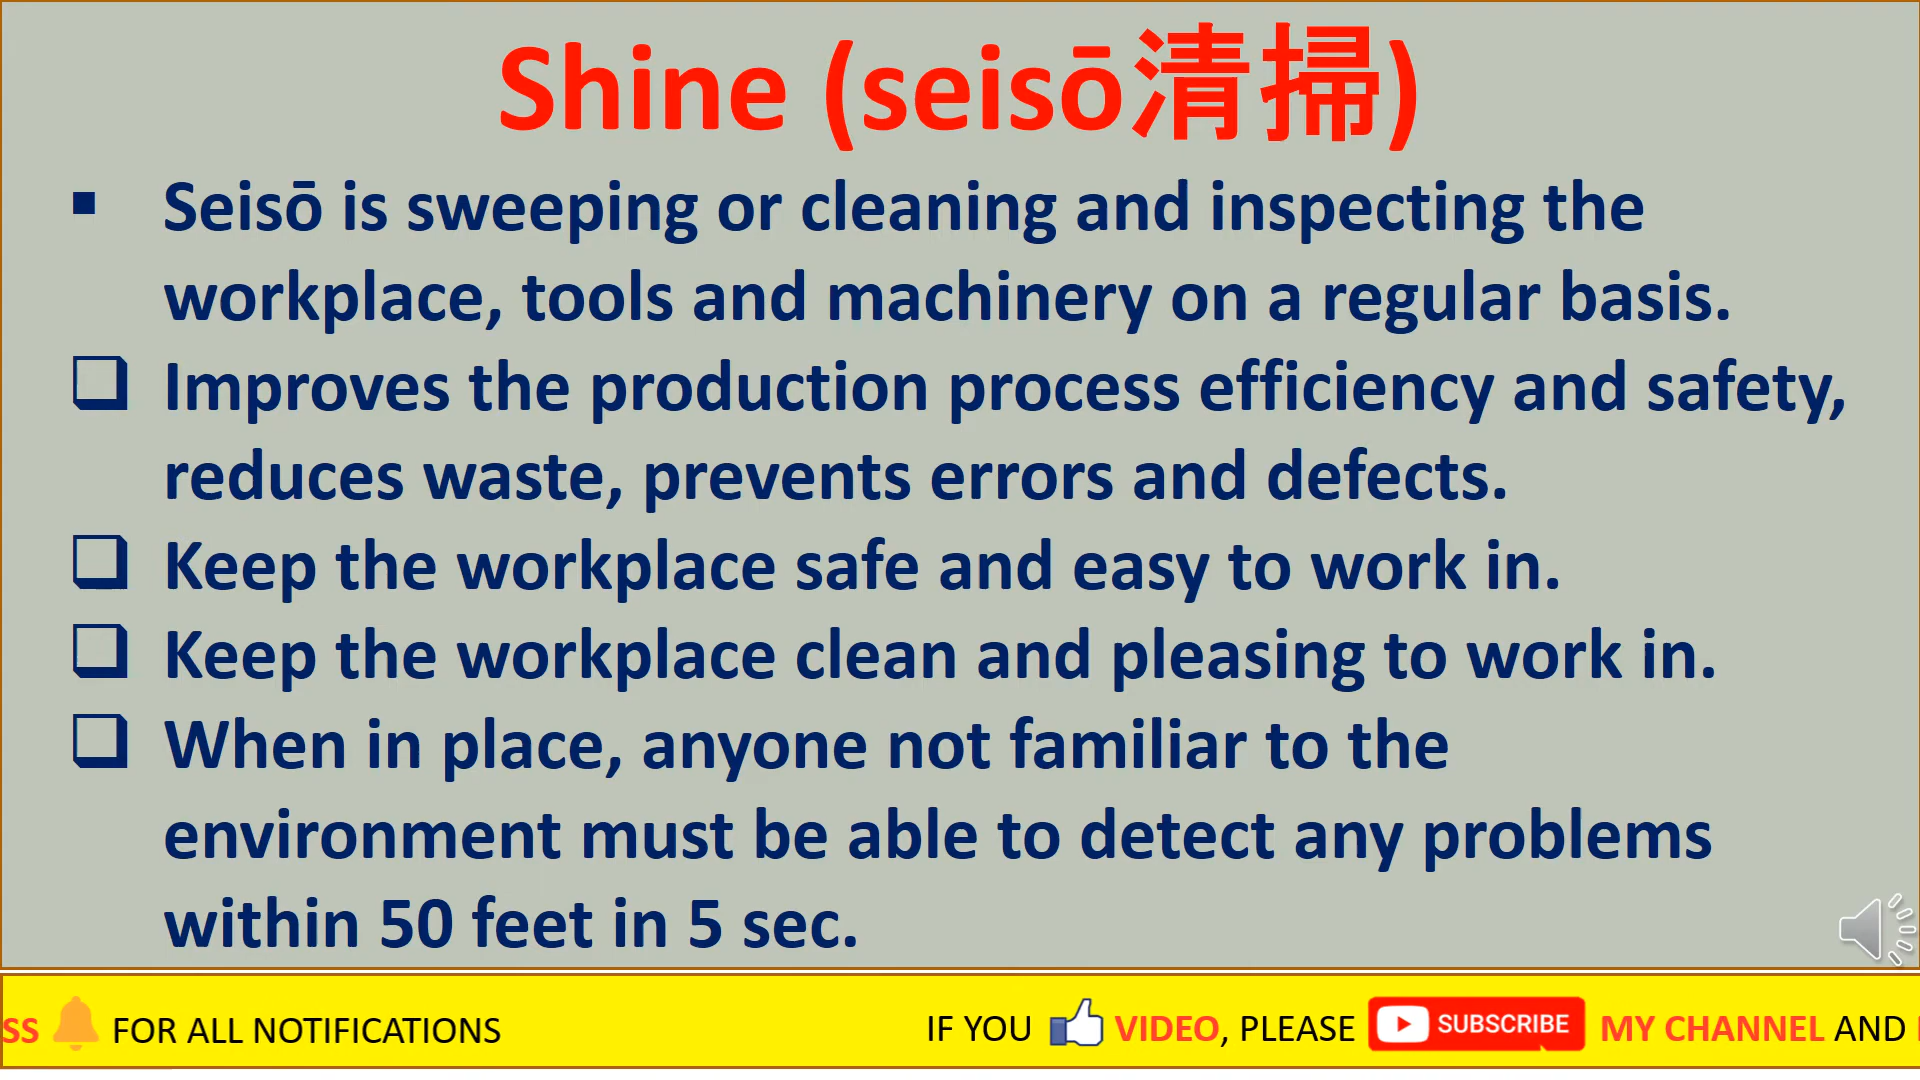 Shine (seisō清掃)
Seisō is sweeping or cleaning and inspecting the
workplace, tools and machinery on a regular basis.
Improves the production process efficiency and safety,
reduces waste, prevents errors and defects.
Keep the workplace safe and easy to work in.
Keep the workplace clean and pleasing to work in.
When in place, anyone not familiar to the
environment must be able to detect any problems
within 50 feet in 5 sec.
SS FOR ALL NOTIFICATIONS IF YOU VIDEO, PLEASE SUBSCRIBE MY CHANNEL AND